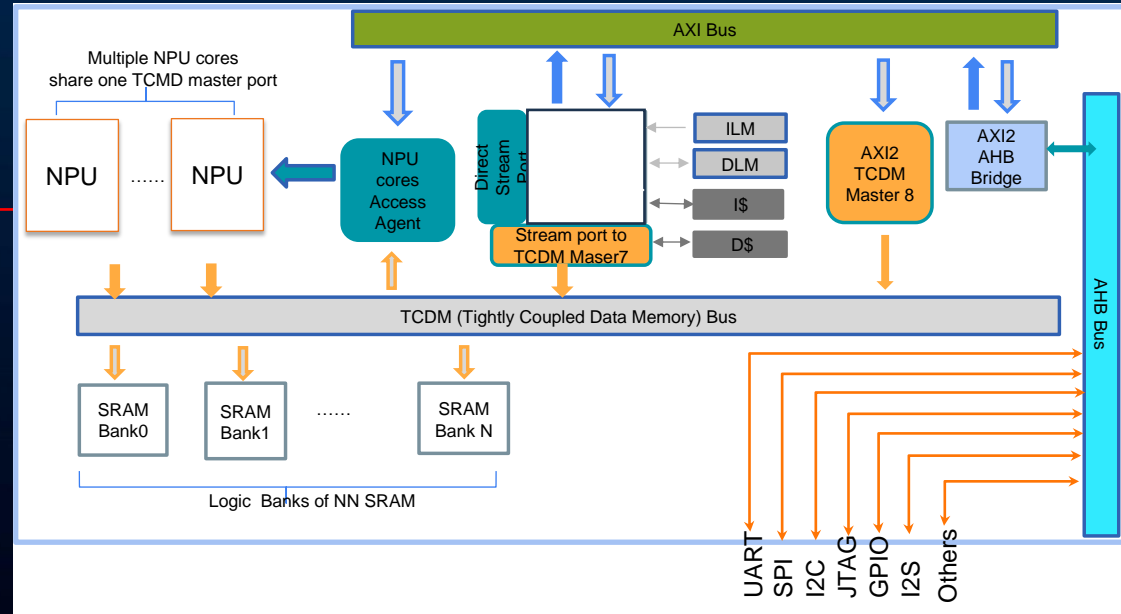 AXI Bus
Multiple NPU cores
share one TCMD master port
NPU
......
NPU
NPU
cores
Access
Agent
Direct
Stream
Port
ILM
DLM
I$
D$
Stream port to
TCDM Maser7
AXI2
TCDM
Master 8
AXI2
AHB
Bridge
AHB Bus
TCDM (Tightly Coupled Data Memory) Bus
SRAM
Bank0
SRAM
Bank1
......
SRAM
Bank N
Logic Banks of NN SRAM
UART
SPI
I2C
JTAG
GPIO
I2S
Others